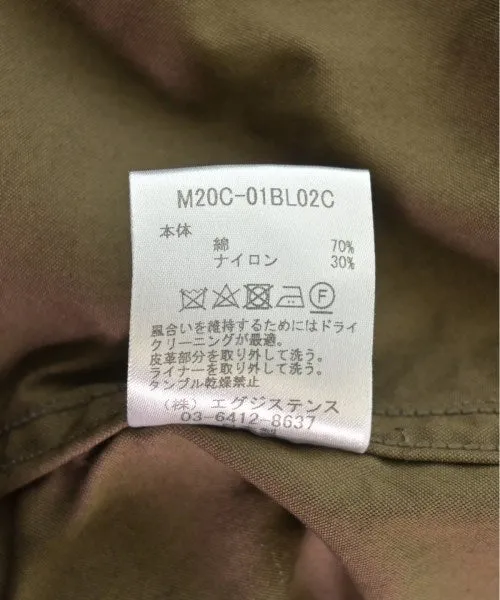 M20C-01BL02C
本体
綿 70%
ナイロン 30%
F
風合いを維持するためにはドライ
クリーニングが最適。
皮革部分を取り外して洗う。
ライナーを取り外して洗う。
タンブル乾燥禁止
(株) エグジステンス
03-6412-8637